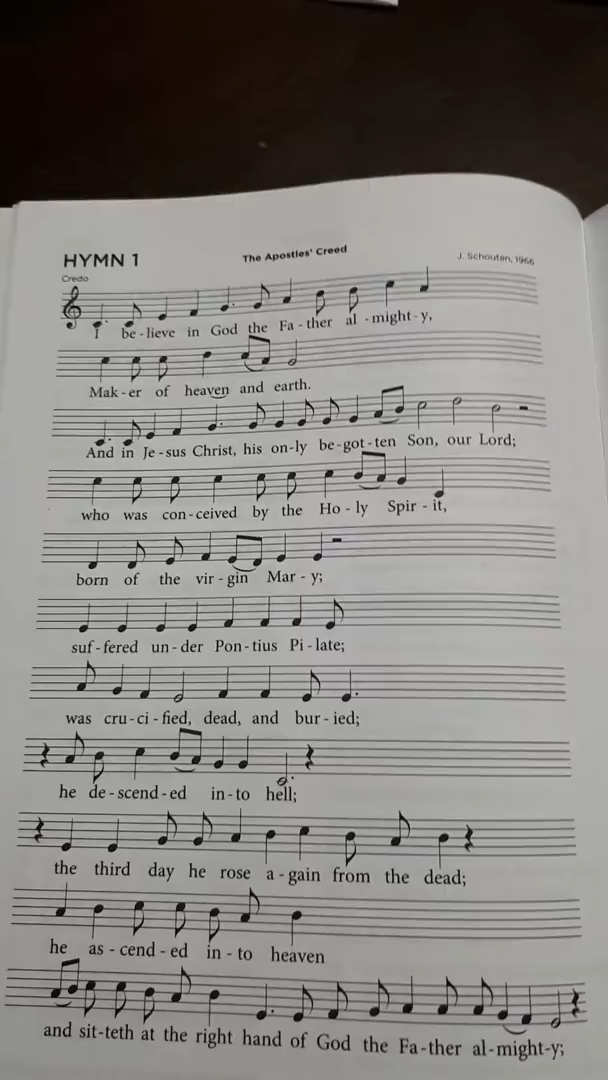 HYMN 1
The Apostles' Creed
J. Schouten, 1966
Credo
I be-lieve in God the Fa-ther al-might-y,
Mak-er of heaven and earth.
And in Je-sus Christ, his on-ly be-got-ten Son, our Lord;
who was con-ceived by the Ho-ly Spir-it,
born of the vir-gin Mar-y;
suf-fered un-der Pon-tius Pi-late;
was cru-ci-fied, dead, and bur-ied;
he de-scend-ed in-to hell;
the third day he rose a-gain from the dead;
he as-cend-ed in-to heaven
and sit-teth at the right hand of God the Fa-ther al-might-y;